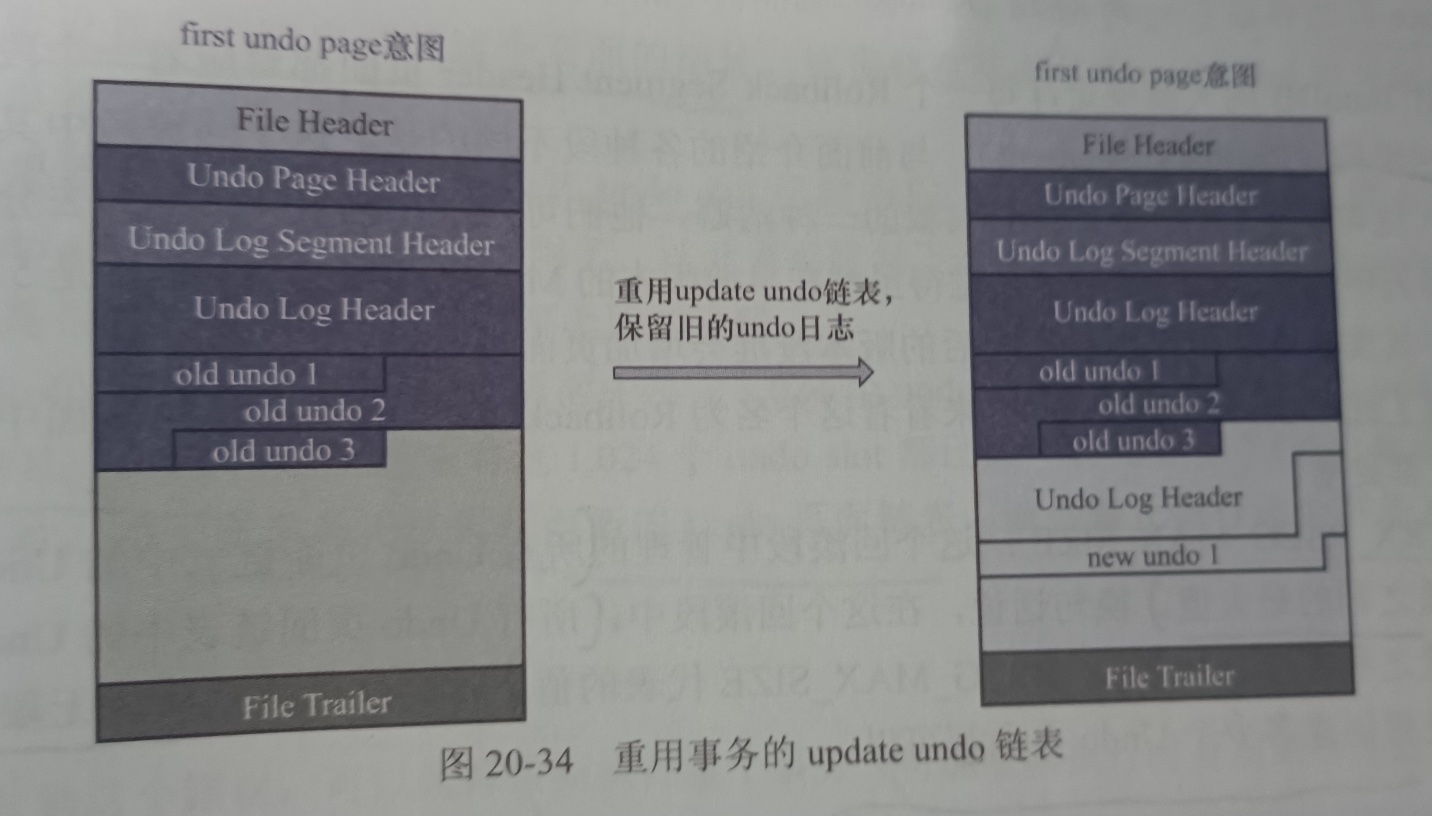 first undo page意图
File Header
Undo Page Header
Undo Log Segment Header
Undo Log Header
old undo 1
old undo 2
old undo 3
File Trailer
重用update undo链表，
保留旧的undo日志
first undo page意图
File Header
Undo Page Header
Undo Log Segment Header
Undo Log Header
old undo 1
old undo 2
old undo 3
Undo Log Header
new undo 1
File Trailer
图 20-34 重用事务的 update undo 链表